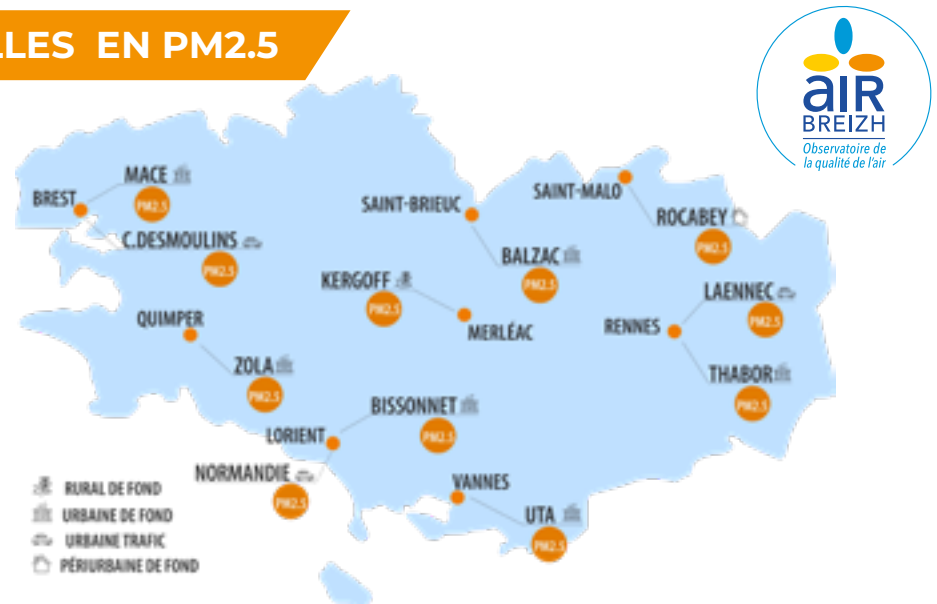 LLES EN PM2.5
aIR
BREIZH
Observatoire de
la qualité de l'air
MACE
PM2.5
BREST
C.DESMOULINS
PM2.5
SAINT-BRIEUC
BALZAC
PM2.5
SAINT-MALO
ROCABEY
PM2.5
KERGOFF
PM2.5
MERLÉAC
LAENNEC
PM2.5
RENNES
THABOR
PM2.5
QUIMPER
ZOLA
PM2.5
BISSONNET
PM2.5
LORIENT
NORMANDIE
PM2.5
VANNES
UTA
PM2.5
RURAL DE FOND
URBAINE DE FOND
URBAINE TRAFIC
PÉRIURBAINE DE FOND